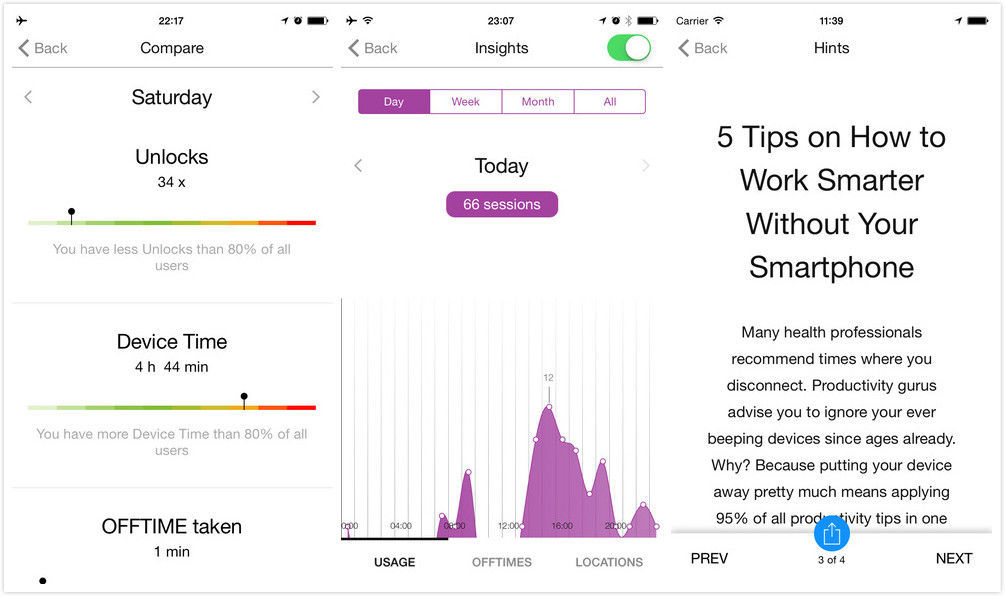 22:17
Back
Compare
Saturday
Unlocks
34 x
You have less Unlocks than 80% of all
users
Device Time
4 h 44 min
You have more Device Time than 80% of all
users
OFFTIME taken
1 min
23:07
Back
Insights
Day
Week
Month
All
Today
66 sessions
12
04:00
12:00
16:00
20:00
USAGE
OFFTIMES
LOCATIONS
Carrier
11:39
Back
Hints
5 Tips on How to
Work Smarter
Without Your
Smartphone
Many health professionals
recommend times where you
disconnect. Productivity gurus
advise you to ignore your ever
beeping devices since ages already.
Why? Because putting your device
away pretty much means applying
95% of all productivity tips in one
PREV
3 of 4
NEXT